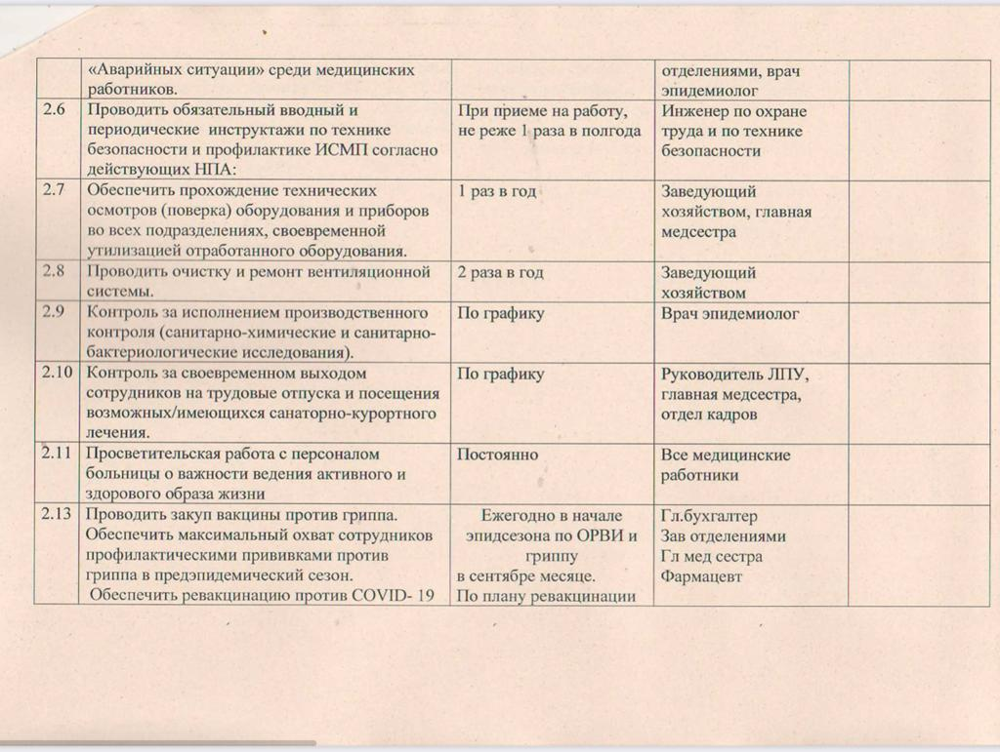 «Аварийных ситуации» среди медицинских
работников.
отделениями, врач
эпидемиолог
2.6
Проводить обязательный вводный и
периодические инструктажи по технике
безопасности и профилактике ИСМП согласно
действующих НПА:
При приеме на работу,
не реже 1 раза в полгода
Инженер по охране
труда и по технике
безопасности
2.7
Обеспечить прохождение технических
осмотров (поверка) оборудования и приборов
во всех подразделениях, своевременной
утилизацией отработанного оборудования.
1 раз в год
Заведующий
хозяйством, главная
медсестра
2.8
Проводить очистку и ремонт вентиляционной
системы.
2 раза в год
Заведующий
хозяйством
2.9
Контроль за исполнением производственного
контроля (санитарно-химические и санитарно-
бактериологические исследования).
По графику
Врач эпидемиолог
2.10
Контроль за своевременном выходом
сотрудников на трудовые отпуска и посещения
возможных/имеющихся санаторно-курортного
лечения.
По графику
Руководитель ЛПУ,
главная медсестра,
отдел кадров
2.11
Просветительская работа с персоналом
больницы о важности ведения активного и
здорового образа жизни
Постоянно
Все медицинские
работники
2.13
Проводить закуп вакцины против гриппа.
Обеспечить максимальный охват сотрудников
профилактическими прививками против
гриппа в предэпидемический сезон.
Обеспечить ревакцинацию против COVID- 19
Ежегодно в начале
эпидсезона по ОРВИ и
гриппу
в сентябре месяце.
По плану ревакцинации
Гл.бухгалтер
Зав отделениями
Гл мед сестра
Фармацевт